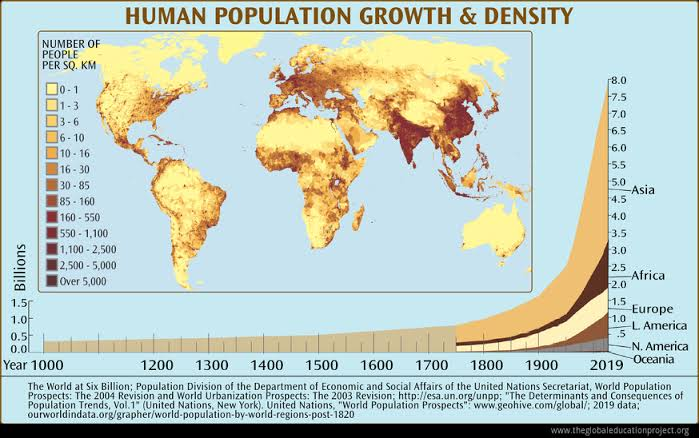 HUMAN POPULATION GROWTH & DENSITY
NUMBER OF
PEOPLE
PER SQ. KM
0 - 1
1 - 3
3 - 6
6 - 10
10 - 16
16 - 30
30 - 85
85 - 160
160 - 550
550 - 1,100
1,100 - 2,500
2,500 - 5,000
Over 5,000
8.0
7.5
7.0
6.5
6.0
5.5
5.0
4.5
4.0
3.5
3.0
2.5
2.0
1.5
1.0
.5
.0
Asia
Africa
Europe
L. America
N. America
Oceania
Billions
1.5
1.0
0.5
0.0
Year 1000 1200 1300 1400 1500 1600 1700 1800 1900 2019
The World at Six Billion; Population Division of the Department of Economic and Social Affairs of the United Nations Secretariat, World Population
Prospects: The 2004 Revision and World Urbanization Prospects: The 2003 Revision; http://esa.un.org/unpp; "The Determinants and Consequences of
Population Trends, Vol.1" (United Nations, New York). United Nations, "World Population Prospects": www.geohive.com/global/; 2019 data;
ourworldindata.org/grapher/world-population-by-world-regions-post-1820
www.theglobaleducationproject.org